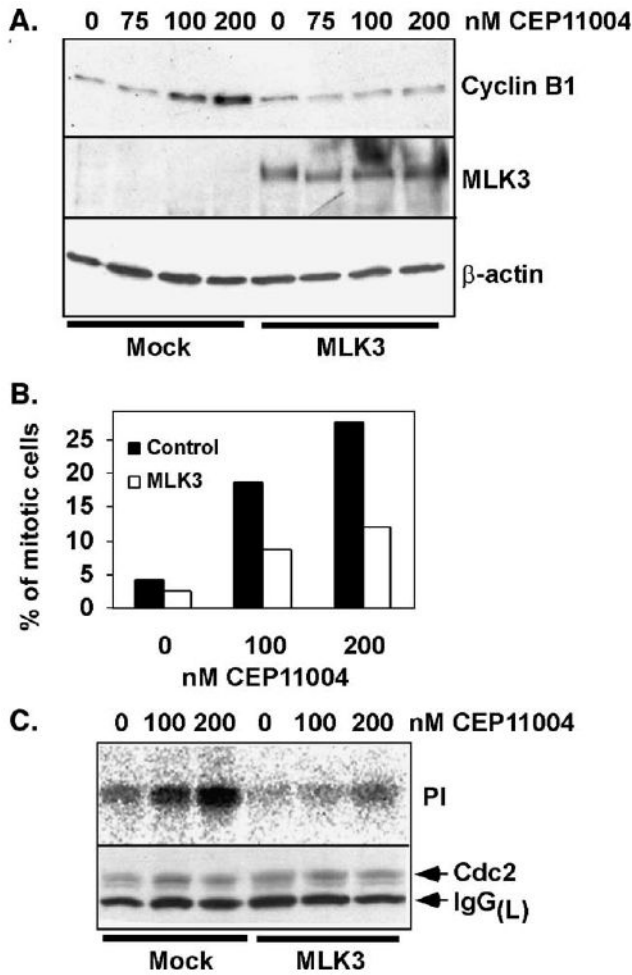 A.
0 75 100 200 0 75 100 200 nM CEP11004
Cyclin B1
MLK3
β-actin
Mock MLK3
B.
% of mitotic cells
25
20
15
10
5
0
Control
MLK3
0 100 200
nM CEP11004
C.
0 100 200 0 100 200 nM CEP11004
PI
Cdc2
IgG(L)
Mock MLK3